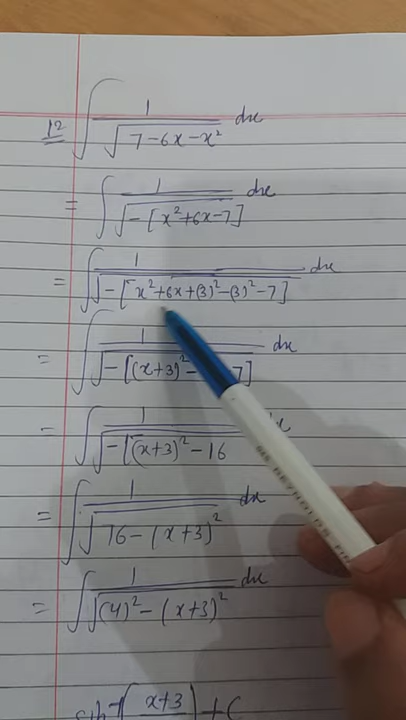 12 ∫ 1/√(7-6x-x²) dx
= ∫ 1/√(-[x²+6x-7]) dx
= ∫ 1/√(-[x²+6x+(3)²-(3)²-7]) dx
= ∫ 1/√(-[(x+3)² - 7]) dx
= ∫ 1/√(-[(x+3)²-16 dx
= ∫ 1/√(16-(x+3)²) dx
= ∫ 1/√((4)²-(x+3)²) dx
sin⁻¹(x+3 ) + C